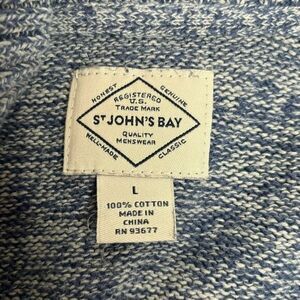 HONEST GENUINE
REGISTERED
U.S.
TRADE MARK
ST JOHN'S BAY
QUALITY
MENSWEAR
WELL-MADE CLASSIC
L
100% COTTON
MADE IN
CHINA
RN 93677